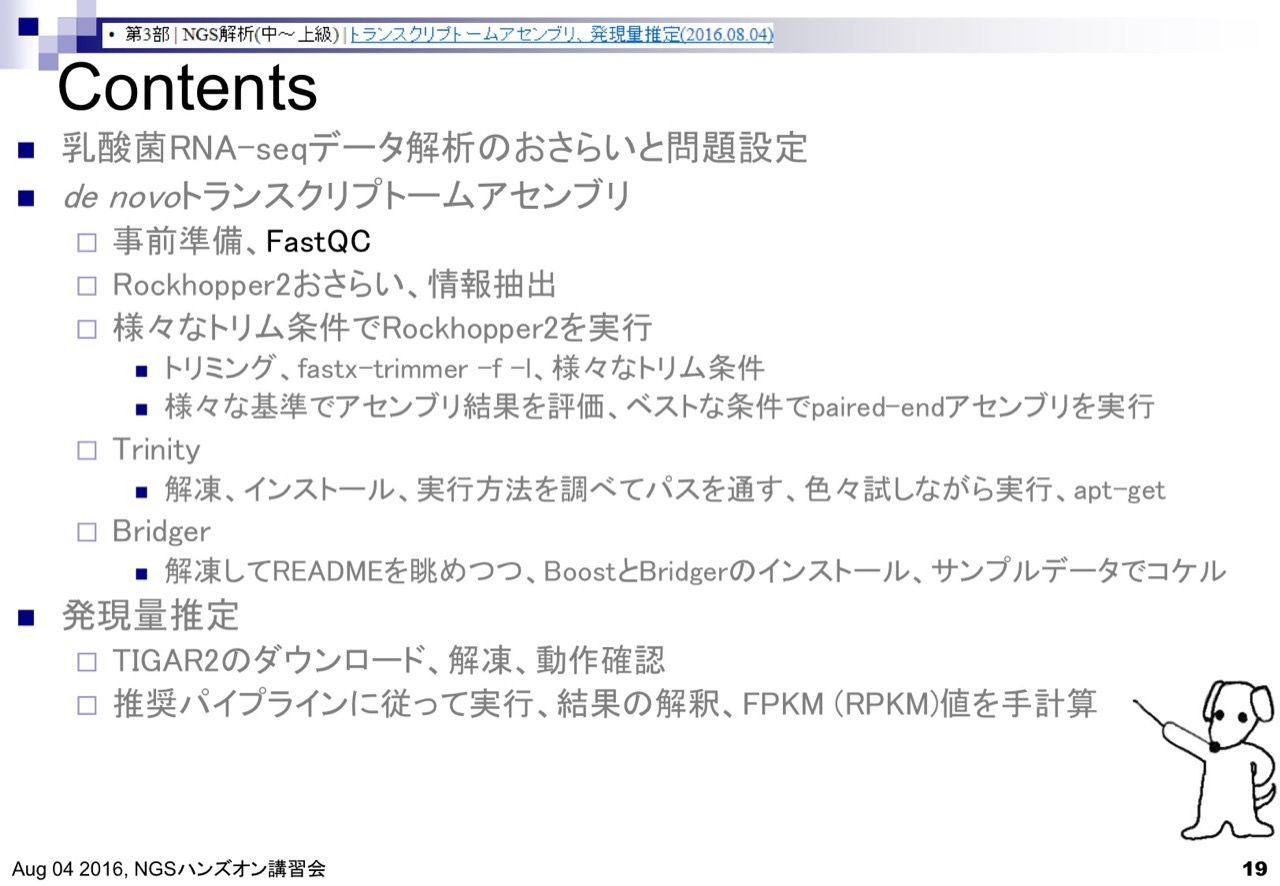 • 第3部 | NGS解析(中～上級) | トランスクリプトームアセンブリ、発現量推定(2016.08.04)
Contents
乳酸菌RNA-seqデータ解析のおさらいと問題設定
de novoトランスクリプトームアセンブリ
事前準備、FastQC
Rockhopper2おさらい、情報抽出
様々なトリム条件でRockhopper2を実行
トリミング、fastx-trimmer -f -l、様々なトリム条件
様々な基準でアセンブリ結果を評価、ベストな条件でpaired-endアセンブリを実行
Trinity
解凍、インストール、実行方法を調べてパスを通す、色々試しながら実行、apt-get
Bridger
解凍してREADMEを眺めつつ、BoostとBridgerのインストール、サンプルデータでコケル
発現量推定
TIGAR2のダウンロード、解凍、動作確認
推奨パイプラインに従って実行、結果の解釈、FPKM (RPKM)値を手計算
Aug 04 2016, NGSハンズオン講習会
19